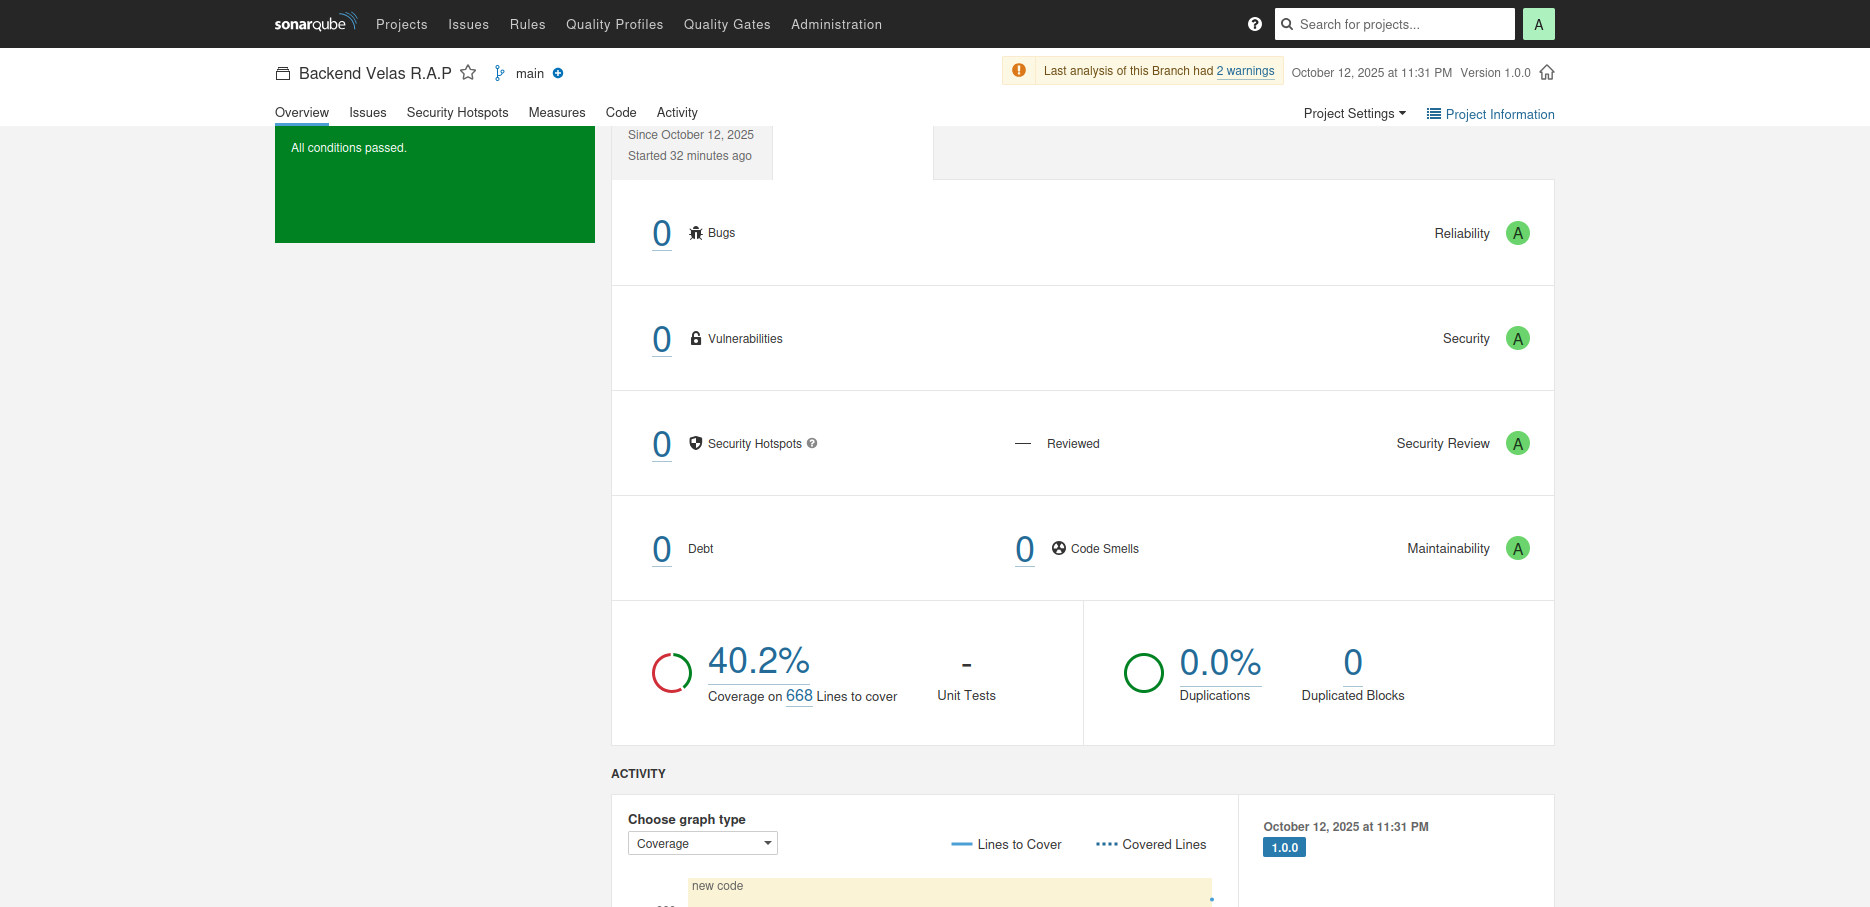 sonarqube Projects Issues Rules Quality Profiles Quality Gates Administration ? Search for projects... A
Backend Velas R.A.P main Last analysis of this Branch had 2 warnings October 12, 2025 at 11:31 PM Version 1.0.0
Overview Issues Security Hotspots Measures Code Activity Project Settings Project Information
All conditions passed.
Since October 12, 2025
Started 32 minutes ago
0 Bugs Reliability A
0 Vulnerabilities Security A
0 Security Hotspots ? — Reviewed Security Review A
0 Debt 0 Code Smells Maintainability A
40.2% - 0.0% 0
Coverage on 668 Lines to cover Unit Tests Duplications Duplicated Blocks
ACTIVITY
Choose graph type
Coverage
Lines to Cover Covered Lines
October 12, 2025 at 11:31 PM
1.0.0
new code